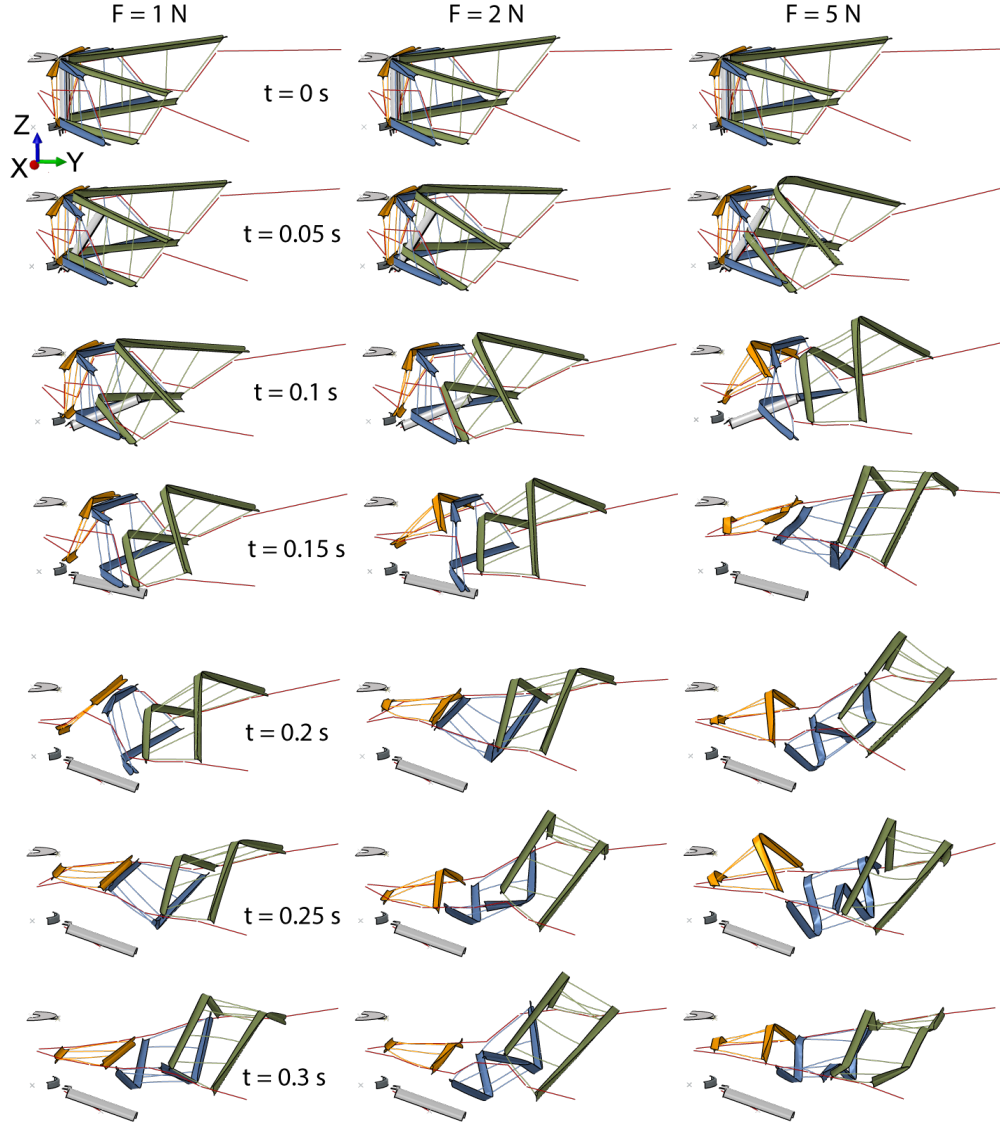 F = 1 N F = 2 N F = 5 N
t = 0 s
Z
X Y
t = 0.05 s
t = 0.1 s
t = 0.15 s
t = 0.2 s
t = 0.25 s
t = 0.3 s